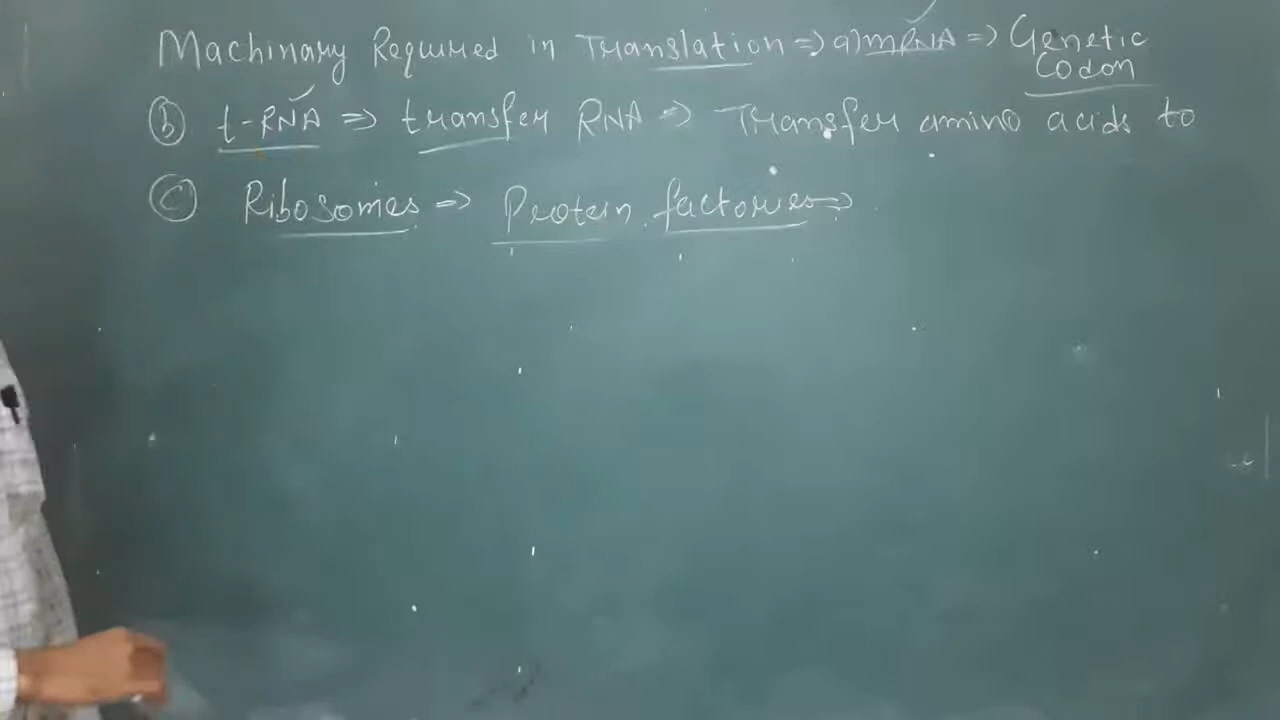 Machinary Required in Translation => a) mRNA => Genetic
Codon
(b) t-RNA => transfer RNA => Transfer amino acids to
(c) Ribosomes => Protein factories =>